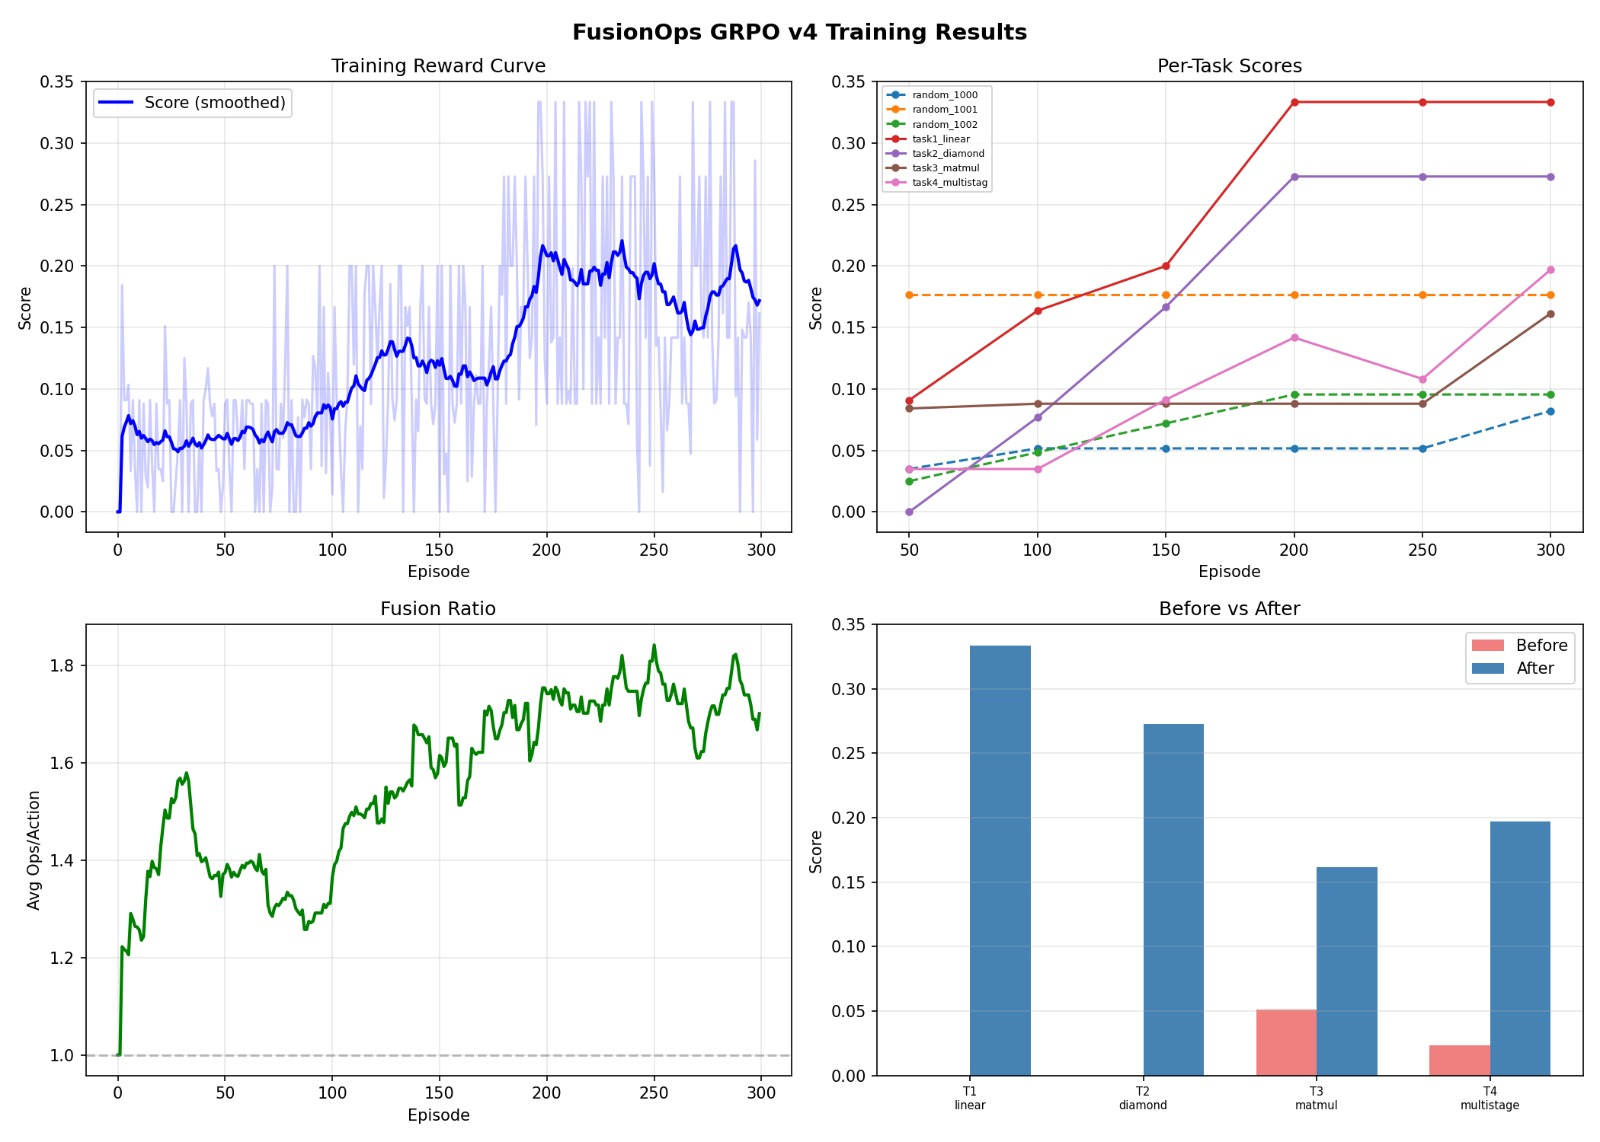 FusionOps GRPO v4 Training Results
Training Reward Curve
Score (smoothed)
0.35
0.30
0.25
0.20
0.15
0.10
0.05
0.00
Score
0 50 100 150 200 250 300
Episode
Per-Task Scores
random_1000
random_1001
random_1002
task1_linear
task2_diamond
task3_matmul
task4_multistag
0.35
0.30
0.25
0.20
0.15
0.10
0.05
0.00
Score
50 100 150 200 250 300
Episode
Fusion Ratio
1.8
1.6
1.4
1.2
1.0
Avg Ops/Action
0 50 100 150 200 250 300
Episode
Before vs After
Before
After
0.35
0.30
0.25
0.20
0.15
0.10
0.05
0.00
Score
T1 T2 T3 T4
linear diamond matmul multistage